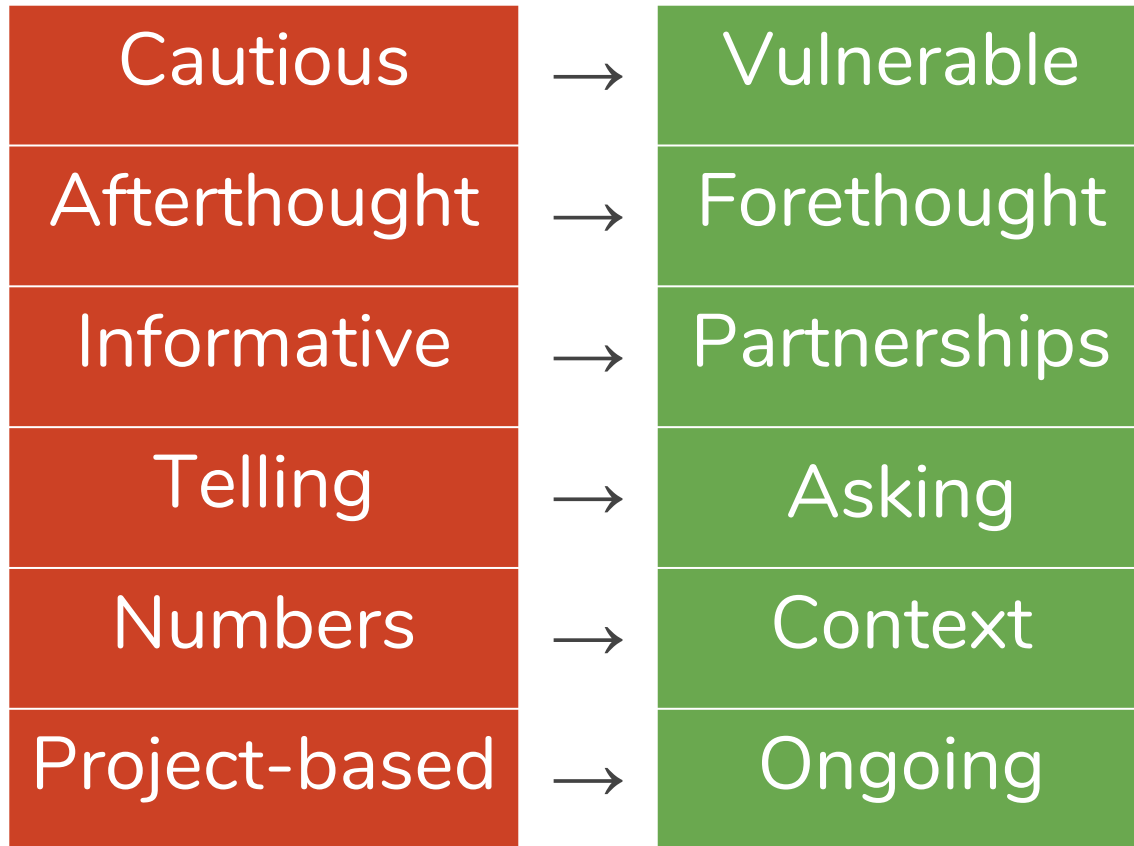 Cautious → Vulnerable
Afterthought → Forethought
Informative → Partnerships
Telling → Asking
Numbers → Context
Project-based → Ongoing